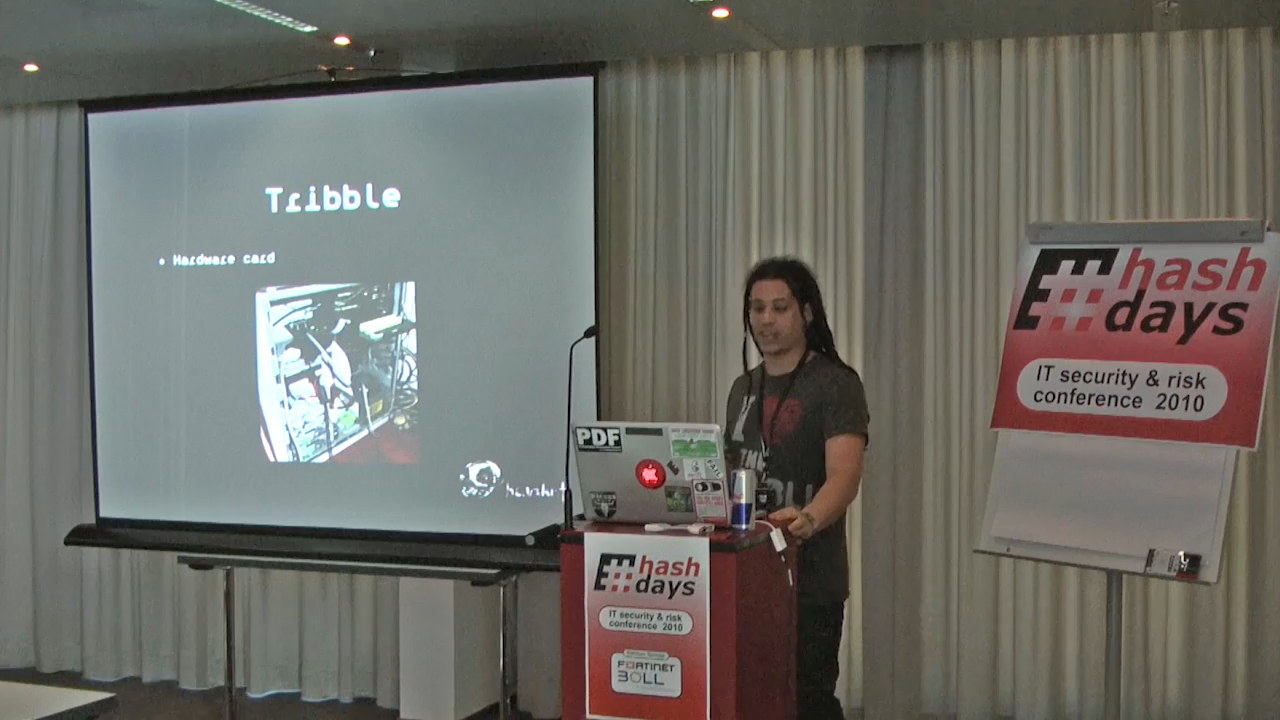 Tribble
• Hardware card
PDF
hash
days
IT security & risk
conference 2010
hash
days
IT security & risk
conference 2010
FORTINET
BOLL